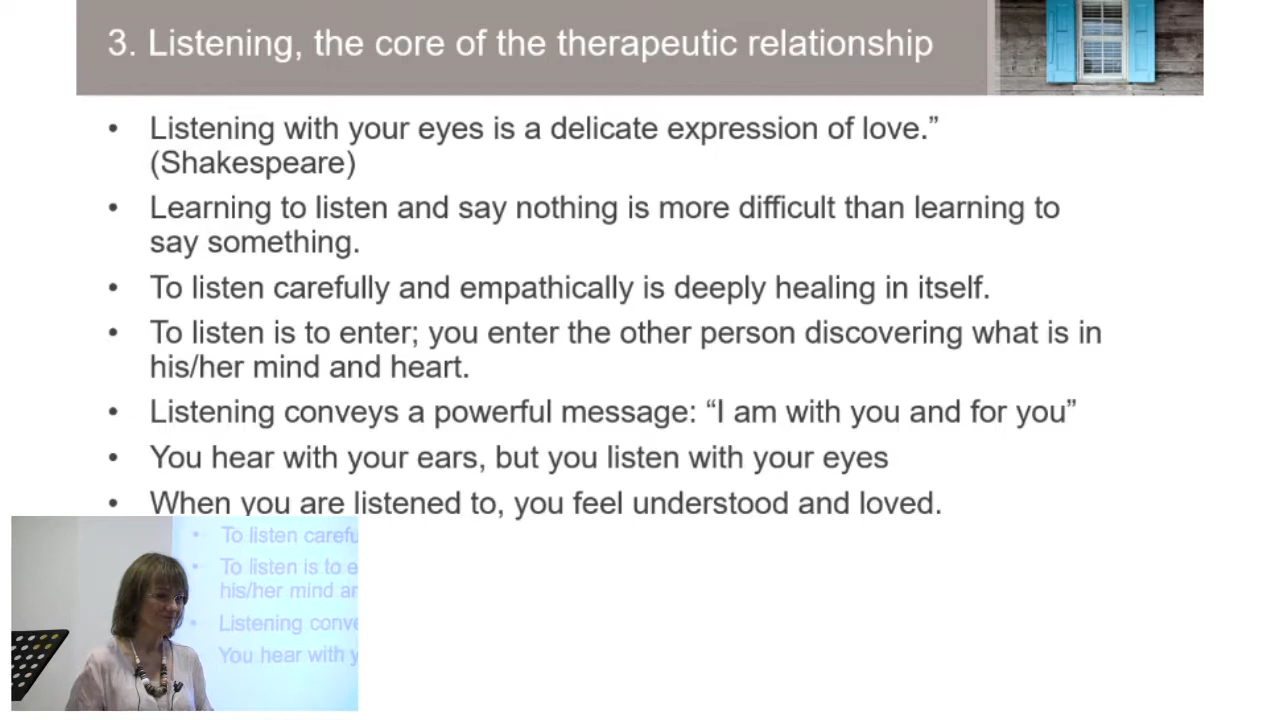 3. Listening, the core of the therapeutic relationship
• Listening with your eyes is a delicate expression of love.”
(Shakespeare)
• Learning to listen and say nothing is more difficult than learning to
say something.
• To listen carefully and empathically is deeply healing in itself.
• To listen is to enter; you enter the other person discovering what is in
his/her mind and heart.
• Listening conveys a powerful message: “I am with you and for you”
• You hear with your ears, but you listen with your eyes
• When you are listened to, you feel understood and loved.
• To listen carefu
• To listen is to e
his/her mind ar
• Listening conve
You hear with y